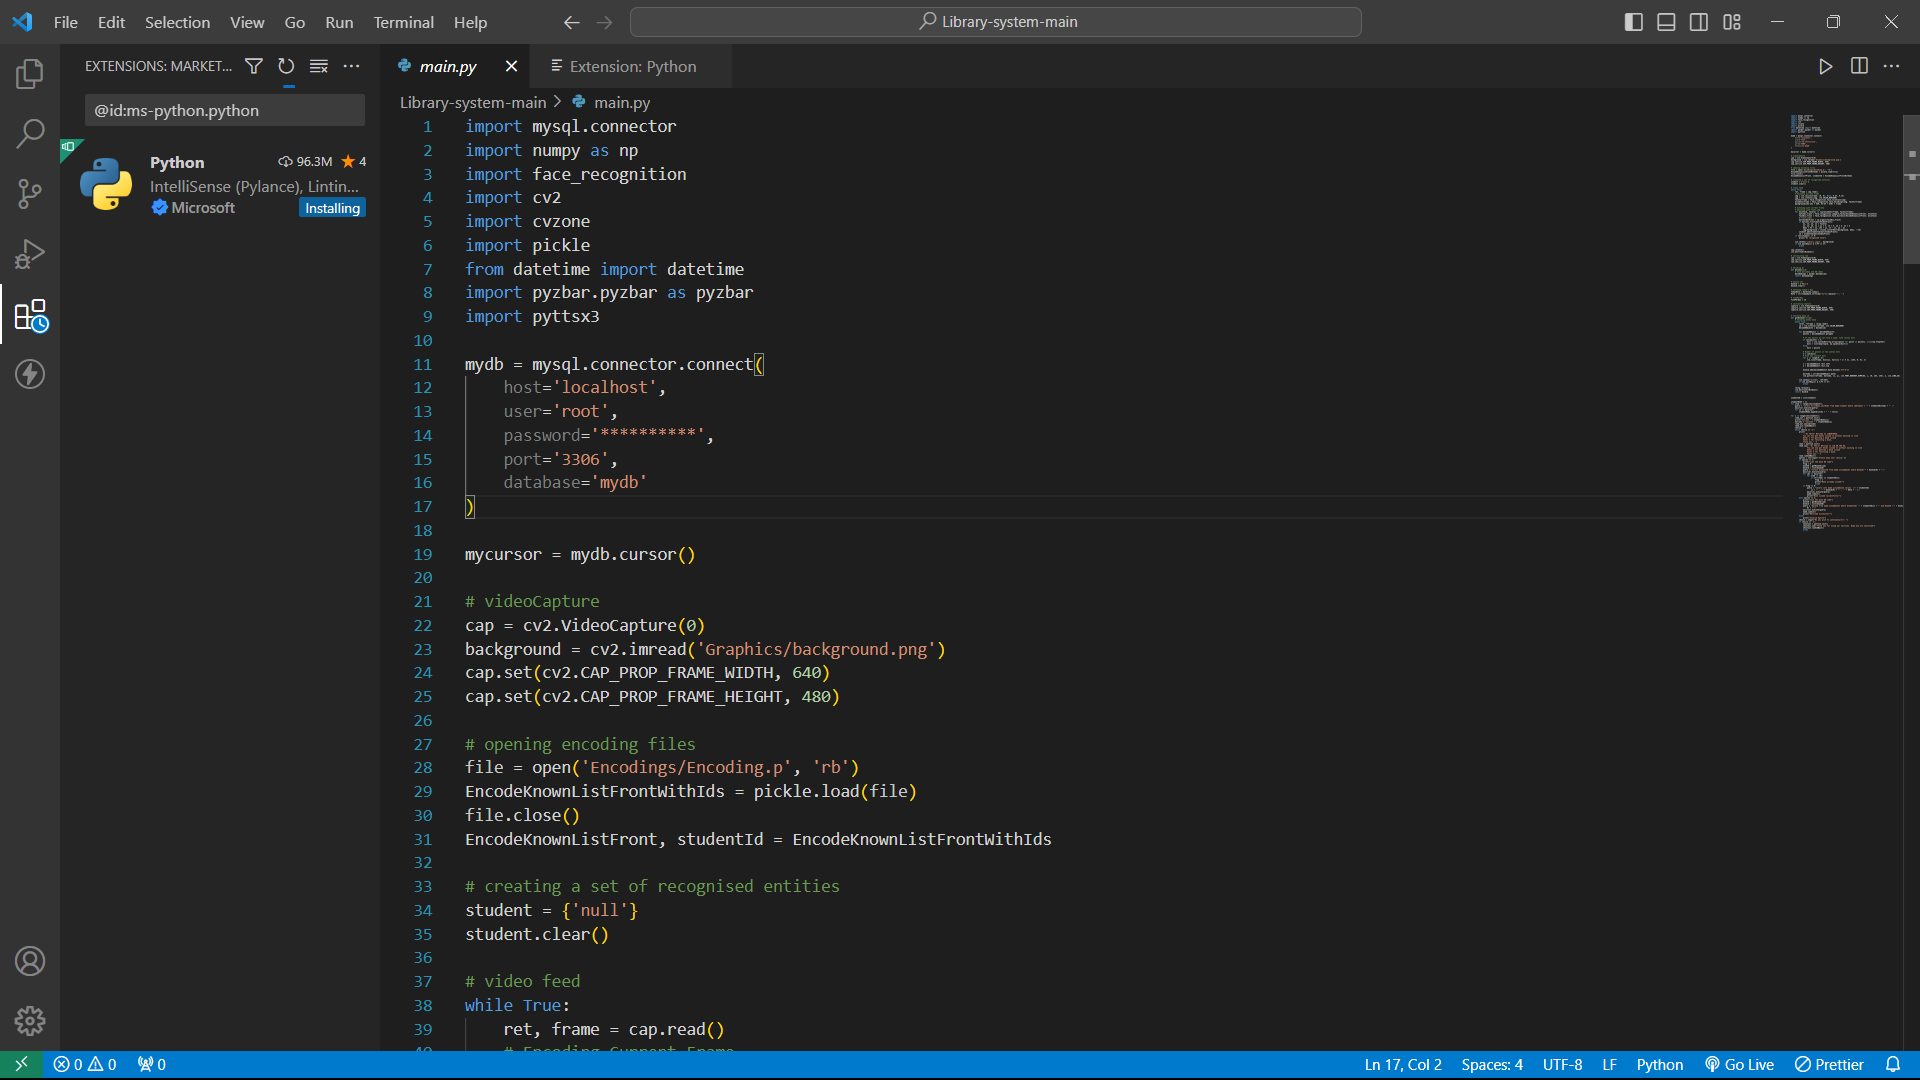 File Edit Selection View Go Run Terminal Help
Library-system-main
EXTENSIONS: MARKET...
main.py
Extension: Python
@id:ms-python.python
Python 96.3M 4
IntelliSense (Pylance), Lintin...
Microsoft
Installing
Library-system-main > main.py
1 import mysql.connector
2 import numpy as np
3 import face_recognition
4 import cv2
5 import cvzone
6 import pickle
7 from datetime import datetime
8 import pyzbar.pyzbar as pyzbar
9 import pyttsx3
10
11 mydb = mysql.connector.connect(
12 host='localhost',
13 user='root',
14 password='**********',
15 port='3306',
16 database='mydb'
17 )
18
19 mycursor = mydb.cursor()
20
21 # videoCapture
22 cap = cv2.VideoCapture(0)
23 background = cv2.imread('Graphics/background.png')
24 cap.set(cv2.CAP_PROP_FRAME_WIDTH, 640)
25 cap.set(cv2.CAP_PROP_FRAME_HEIGHT, 480)
26
27 # opening encoding files
28 file = open('Encodings/Encoding.p', 'rb')
29 EncodeKnownListFrontWithIds = pickle.load(file)
30 file.close()
31 EncodeKnownListFront, studentId = EncodeKnownListFrontWithIds
32
33 # creating a set of recognised entities
34 student = {'null'}
35 student.clear()
36
37 # video feed
38 while True:
39 ret, frame = cap.read()
40 # Encoding Current Frame
0 0 0
Ln 17, Col 2 Spaces: 4 UTF-8 LF Python Go Live Prettier